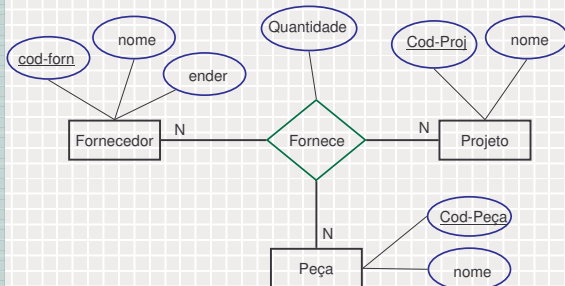 Quantidade
nome
Cod-Proj
nome
cod-forn
ender
Fornecedor
N
Fornece
N
Projeto
N
Cod-Peça
Peça
nome